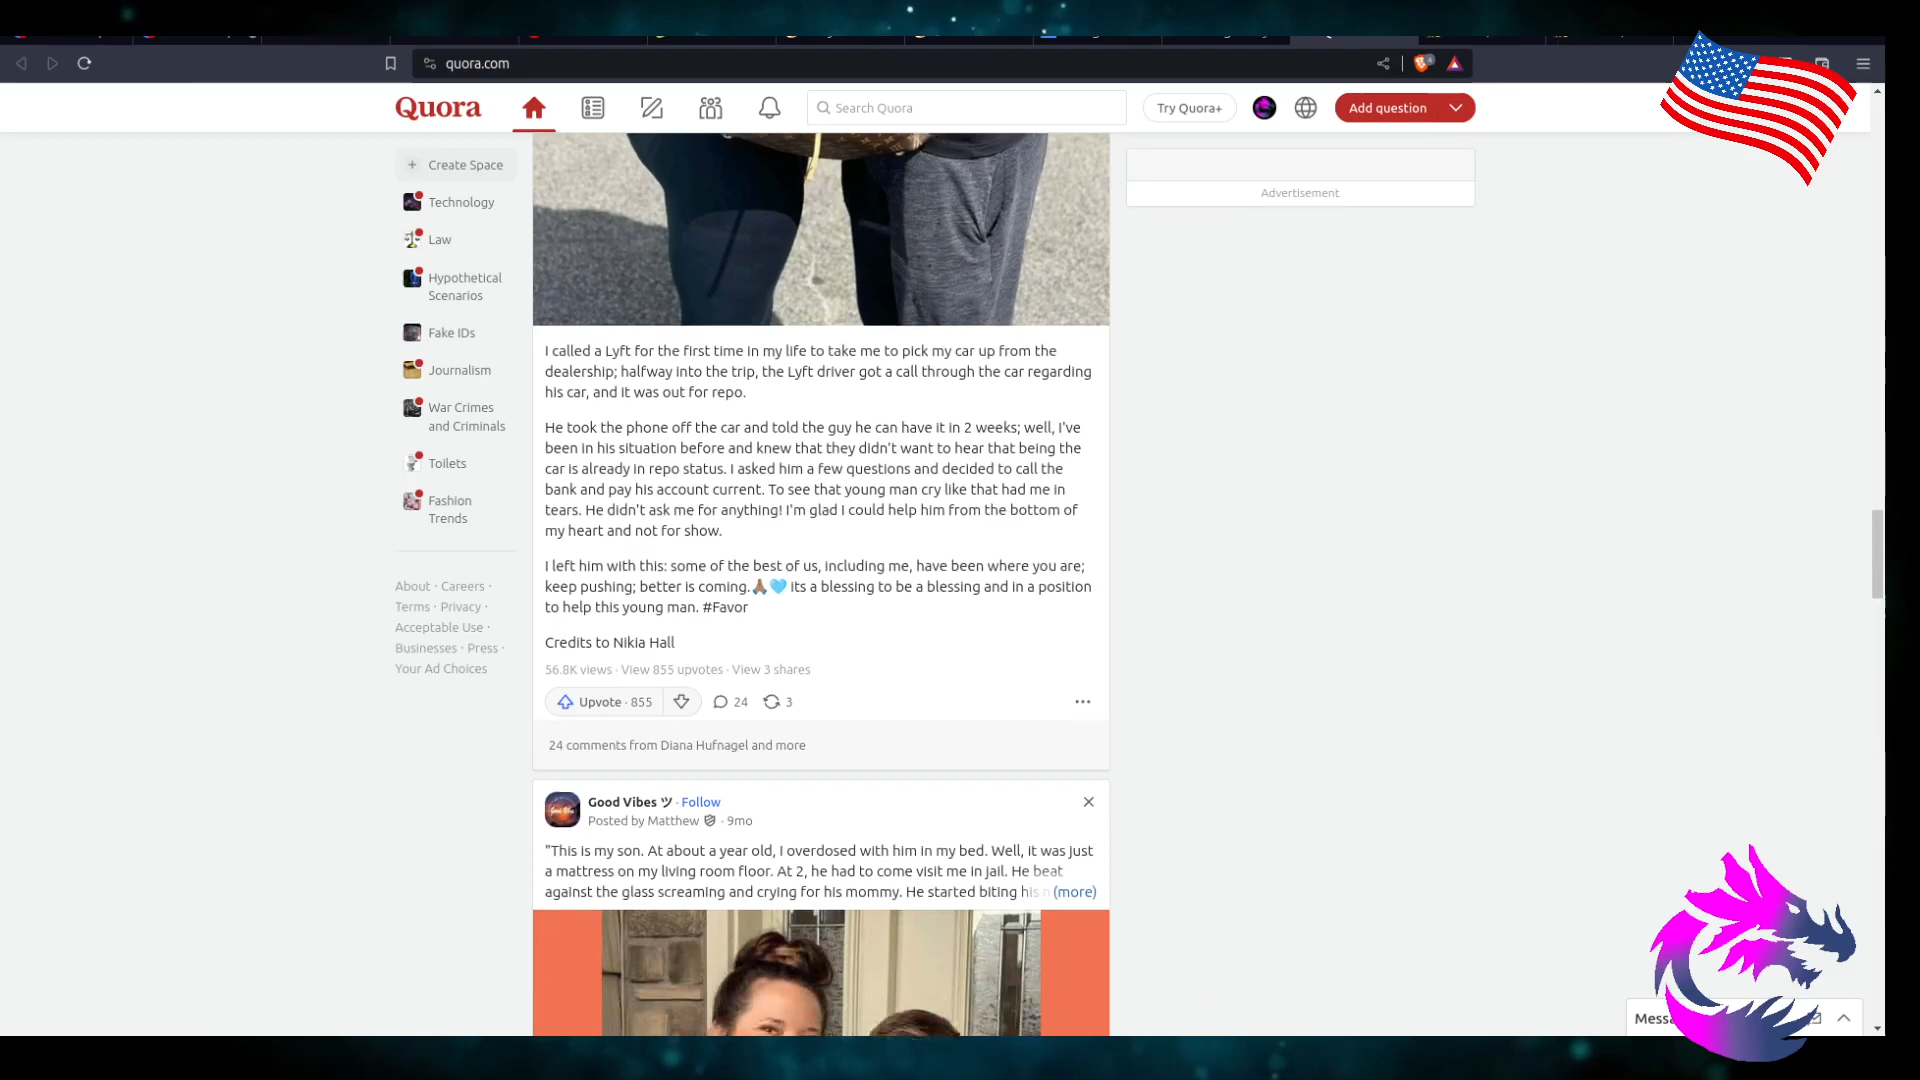 quora.com
Quora
Search Quora
Try Quora+
Add question
Create Space
Technology
Law
Hypothetical
Scenarios
Fake IDs
Journalism
War Crimes
and Criminals
Toilets
Fashion
Trends
About · Careers ·
Terms · Privacy ·
Acceptable Use ·
Businesses · Press ·
Your Ad Choices
I called a Lyft for the first time in my life to take me to pick my car up from the
dealership; halfway into the trip, the Lyft driver got a call through the car regarding
his car, and it was out for repo.
He took the phone off the car and told the guy he can have it in 2 weeks; well, I've
been in his situation before and knew that they didn't want to hear that being the
car is already in repo status. I asked him a few questions and decided to call the
bank and pay his account current. To see that young man cry like that had me in
tears. He didn't ask me for anything! I'm glad I could help him from the bottom of
my heart and not for show.
I left him with this: some of the best of us, including me, have been where you are;
keep pushing; better is coming.🙏🏽🩵 its a blessing to be a blessing and in a position
to help this young man. #Favor
Credits to Nikia Hall
56.8K views · View 855 upvotes · View 3 shares
Upvote · 855
24
3
24 comments from Diana Hufnagel and more
Good Vibes ツ · Follow
Posted by Matthew · 9mo
"This is my son. At about a year old, I overdosed with him in my bed. Well, it was just
a mattress on my living room floor. At 2, he had to come visit me in jail. He beat
against the glass screaming and crying for his mommy. He started biting his (more)
Advertisement